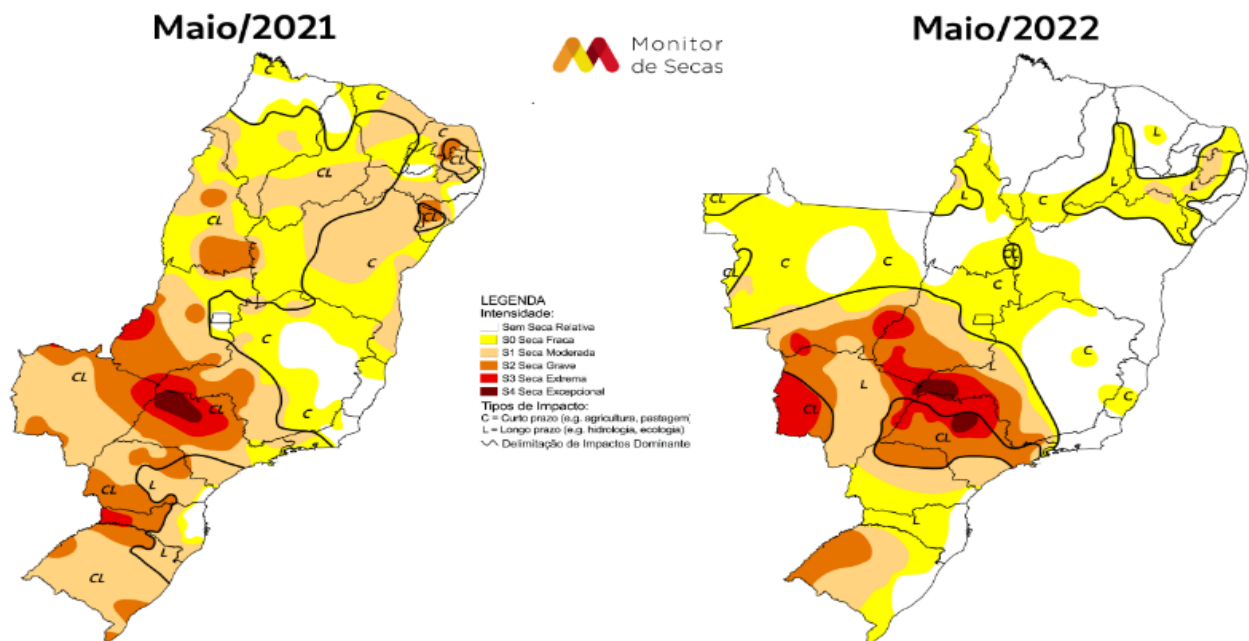 Maio/2021
Monitor
de Secas
Maio/2022
C
C
C
CL
CL
CL
CL
C
C
CL
CL
C
CL
L
CL
L
L
CL
C
C
CL
L
C
L
L
CL
C
C
C
L
CL
CL
L
LEGENDA
Intensidade:
Sem Seca Relativa
S0 Seca Fraca
S1 Seca Moderada
S2 Seca Grave
S3 Seca Extrema
S4 Seca Excepcional
Tipos de Impacto:
C = Curto prazo (e.g. agricultura, pastagem)
L = Longo prazo (e.g. hidrologia, ecologia)
Delimitação de Impactos Dominante